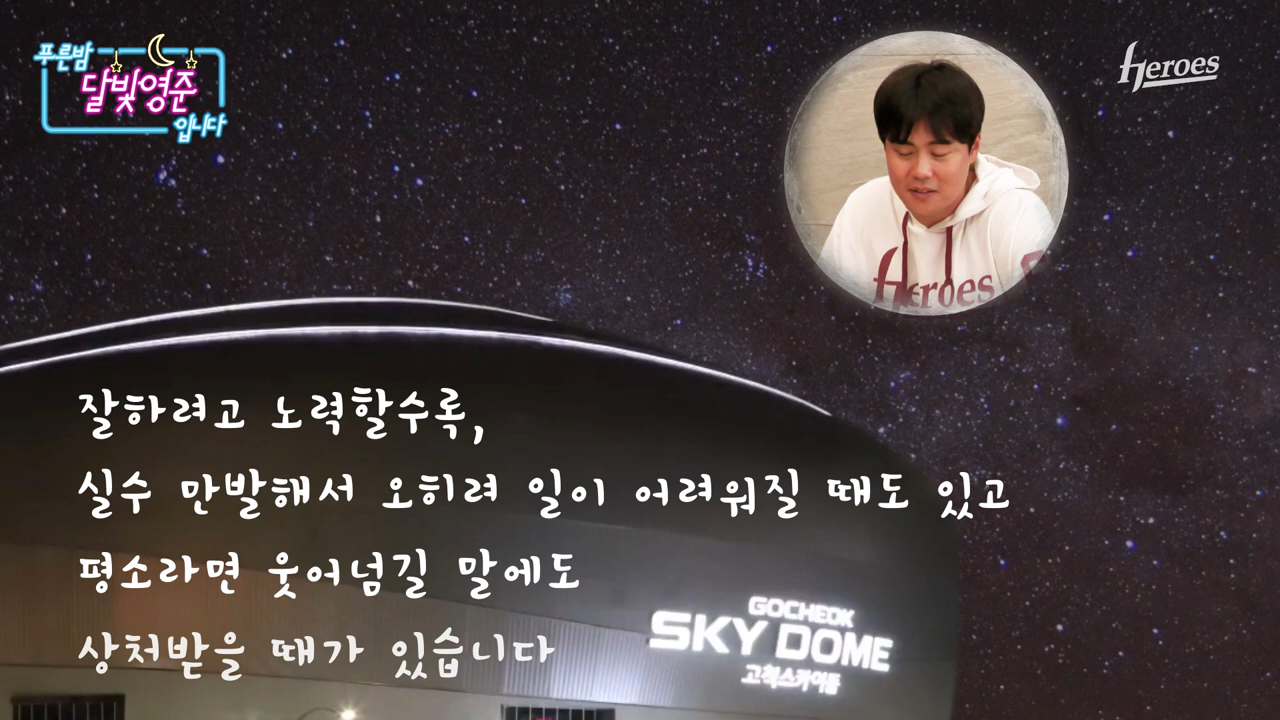 푸른밤
달빛영준
입니다
Heroes
Heroes
잘하려고 노력할수록,
실수 만발해서 오히려 일이 어려워질 때도 있고
평소라면 웃어넘길 말에도
상처받을 때가 있습니다
GOCHEOK
SKY DOME
고척스카이돔